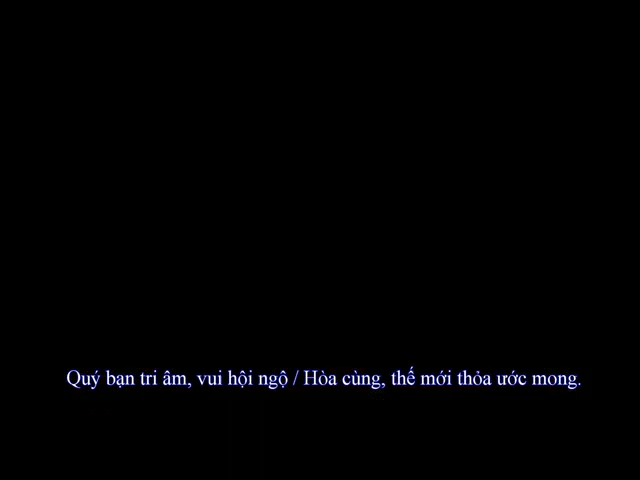 Quý bạn tri âm, vui hội ngộ / Hòa cùng, thế mới thỏa ước mong.